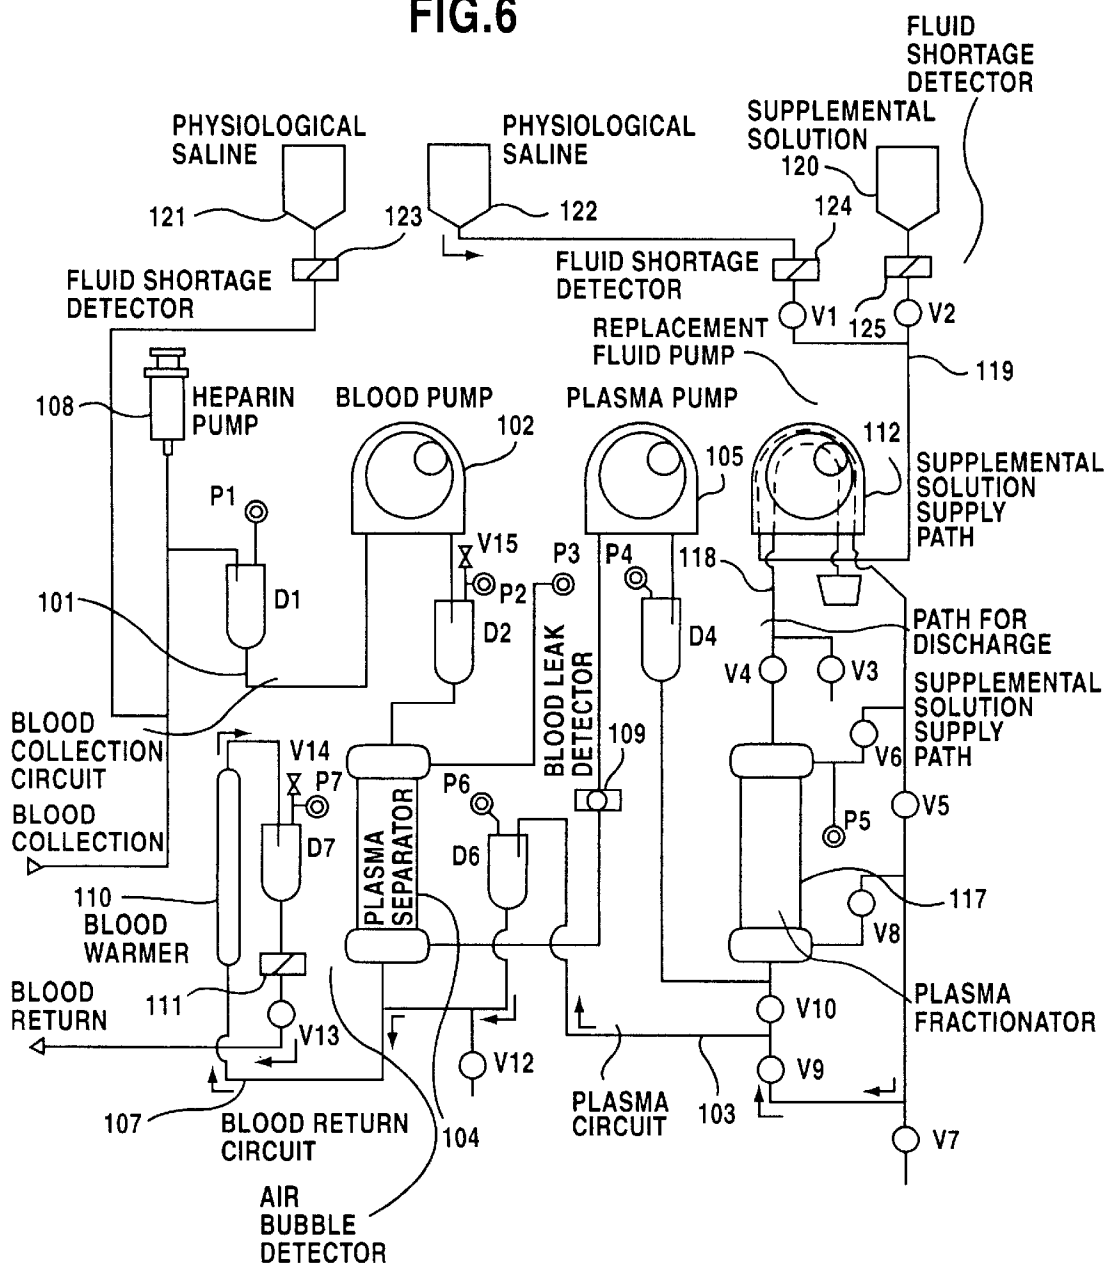 FIG.6
FLUID
SHORTAGE
DETECTOR
PHYSIOLOGICAL
SALINE
PHYSIOLOGICAL
SALINE
SUPPLEMENTAL
SOLUTION
120
121
123
122
124
FLUID SHORTAGE
DETECTOR
FLUID SHORTAGE
DETECTOR
V1
125
V2
REPLACEMENT
FLUID PUMP
119
108
HEPARIN
PUMP
BLOOD PUMP
102
PLASMA PUMP
105
112
SUPPLEMENTAL
SOLUTION
SUPPLY
PATH
P1
D1
V15
P2
D2
P3
P4
D4
118
101
BLOOD LEAK
DETECTOR
PATH FOR
DISCHARGE
V4
V3
SUPPLEMENTAL
SOLUTION
SUPPLY
PATH
BLOOD
COLLECTION
CIRCUIT
V14
P7
109
V6
BLOOD
COLLECTION
D7
PLASMA
SEPARATOR
P6
D6
P5
V5
110
BLOOD
WARMER
117
V8
BLOOD
RETURN
111
V13
V10
PLASMA
FRACTIONATOR
V12
V9
107
BLOOD RETURN
CIRCUIT
104
PLASMA
CIRCUIT
103
V7
AIR
BUBBLE
DETECTOR